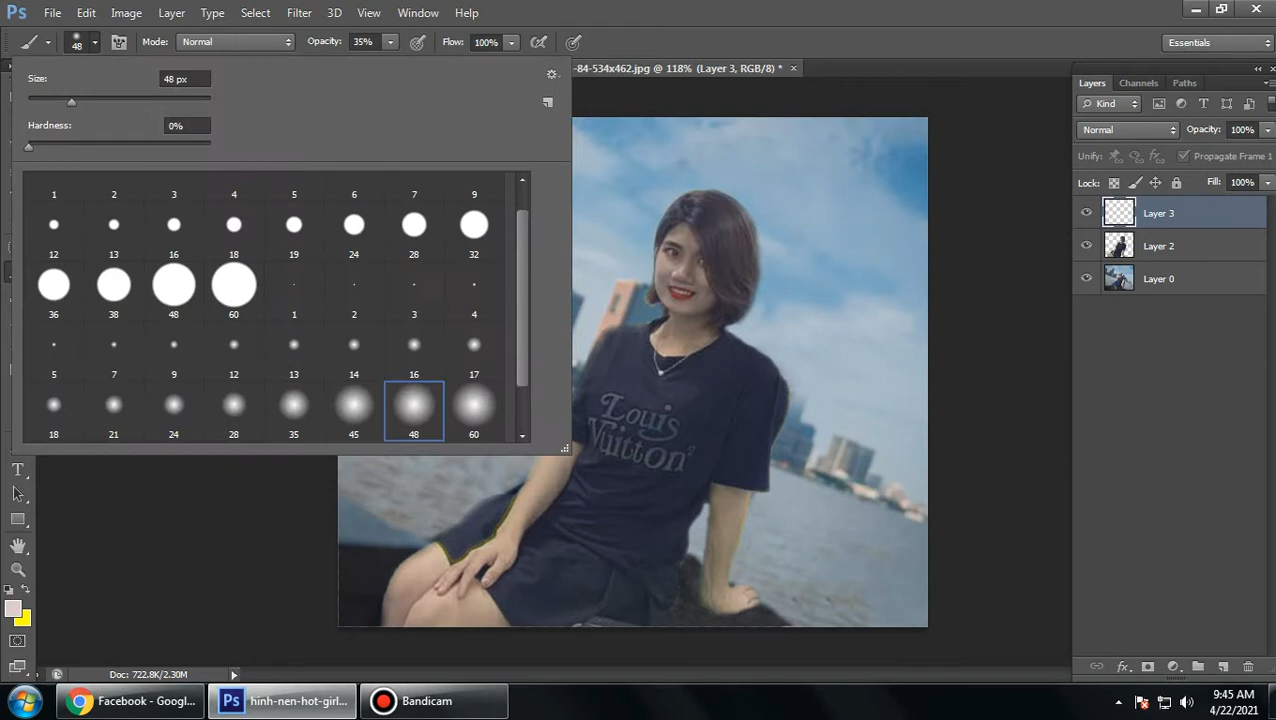 Ps File Edit Image Layer Type Select Filter 3D View Window Help
48 Mode: Normal Opacity: 35% Flow: 100% Essentials
-84-534x462.jpg @ 118% (Layer 3, RGB/8) * ×
Size: 48 px
Hardness: 0%
1 2 3 4 5 6 7 9
12 13 16 18 19 24 28 32
36 38 48 60 1 2 3 4
5 7 9 12 13 14 16 17
18 21 24 28 35 45 48 60
Layers Channels Paths
Kind
Normal Opacity: 100%
Unify: Propagate Frame 1
Lock: Fill: 100%
Layer 3
Layer 2
Layer 0
Louis
Vuitton
Doc: 722.8K/2.30M
Facebook - Googl... Ps hinh-nen-hot-girl... Bandicam
9:45 AM
4/22/2021